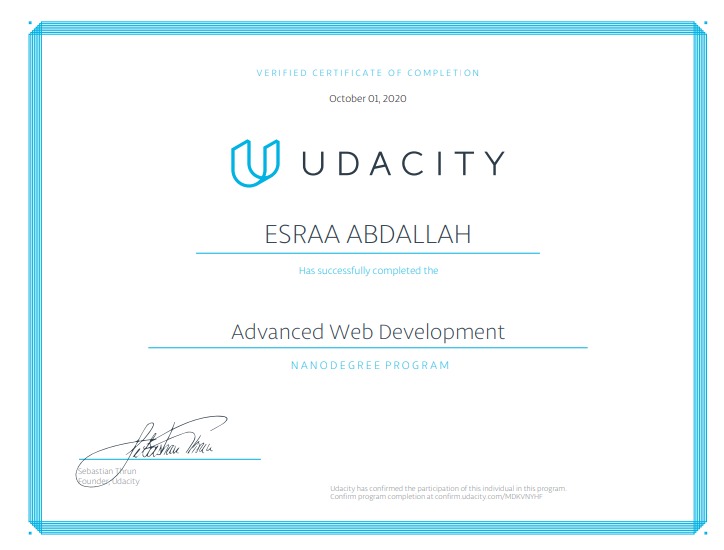 VERIFIED CERTIFICATE OF COMPLETION
October 01, 2020
UDACITY
ESRAA ABDALLAH
Has successfully completed the
Advanced Web Development
NANODEGREE PROGRAM
Sebastian Thrun
Sebastian Thrun
Founder, Udacity
Udacity has confirmed the participation of this individual in this program.
Confirm program completion at confirm.udacity.com/MDKVNYHF